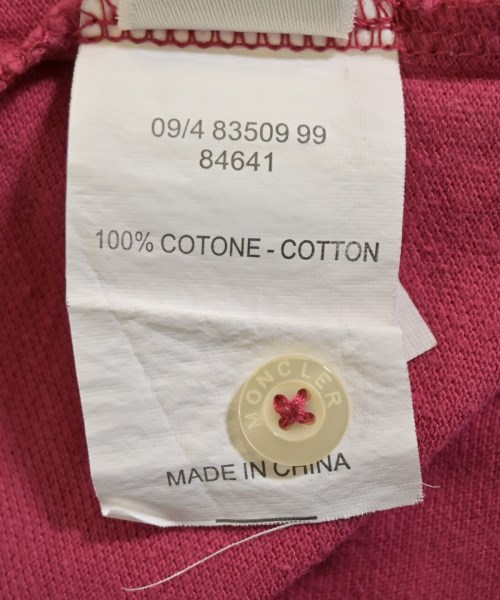 09/4 83509 99
84641
100% COTONE - COTTON
MONCLER
MADE IN CHINA